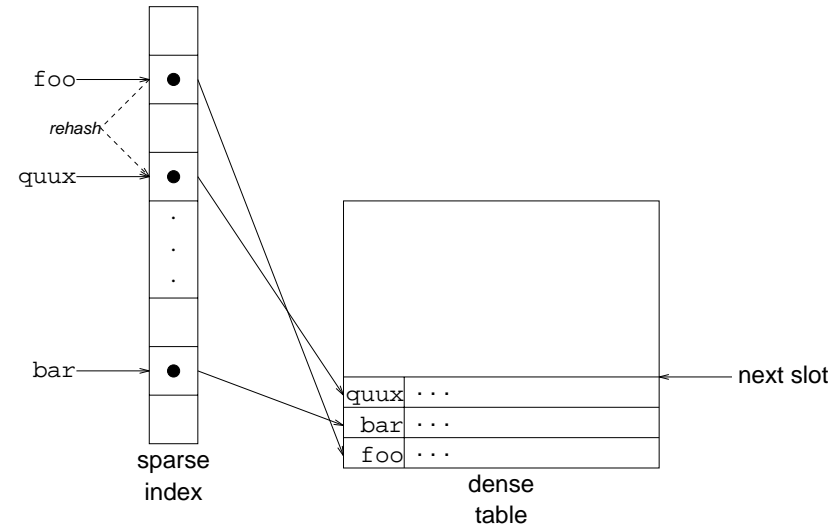 foo
rehash
quux
.
.
.
bar
sparse
index
quux ...
bar ...
foo ...
next slot
dense
table